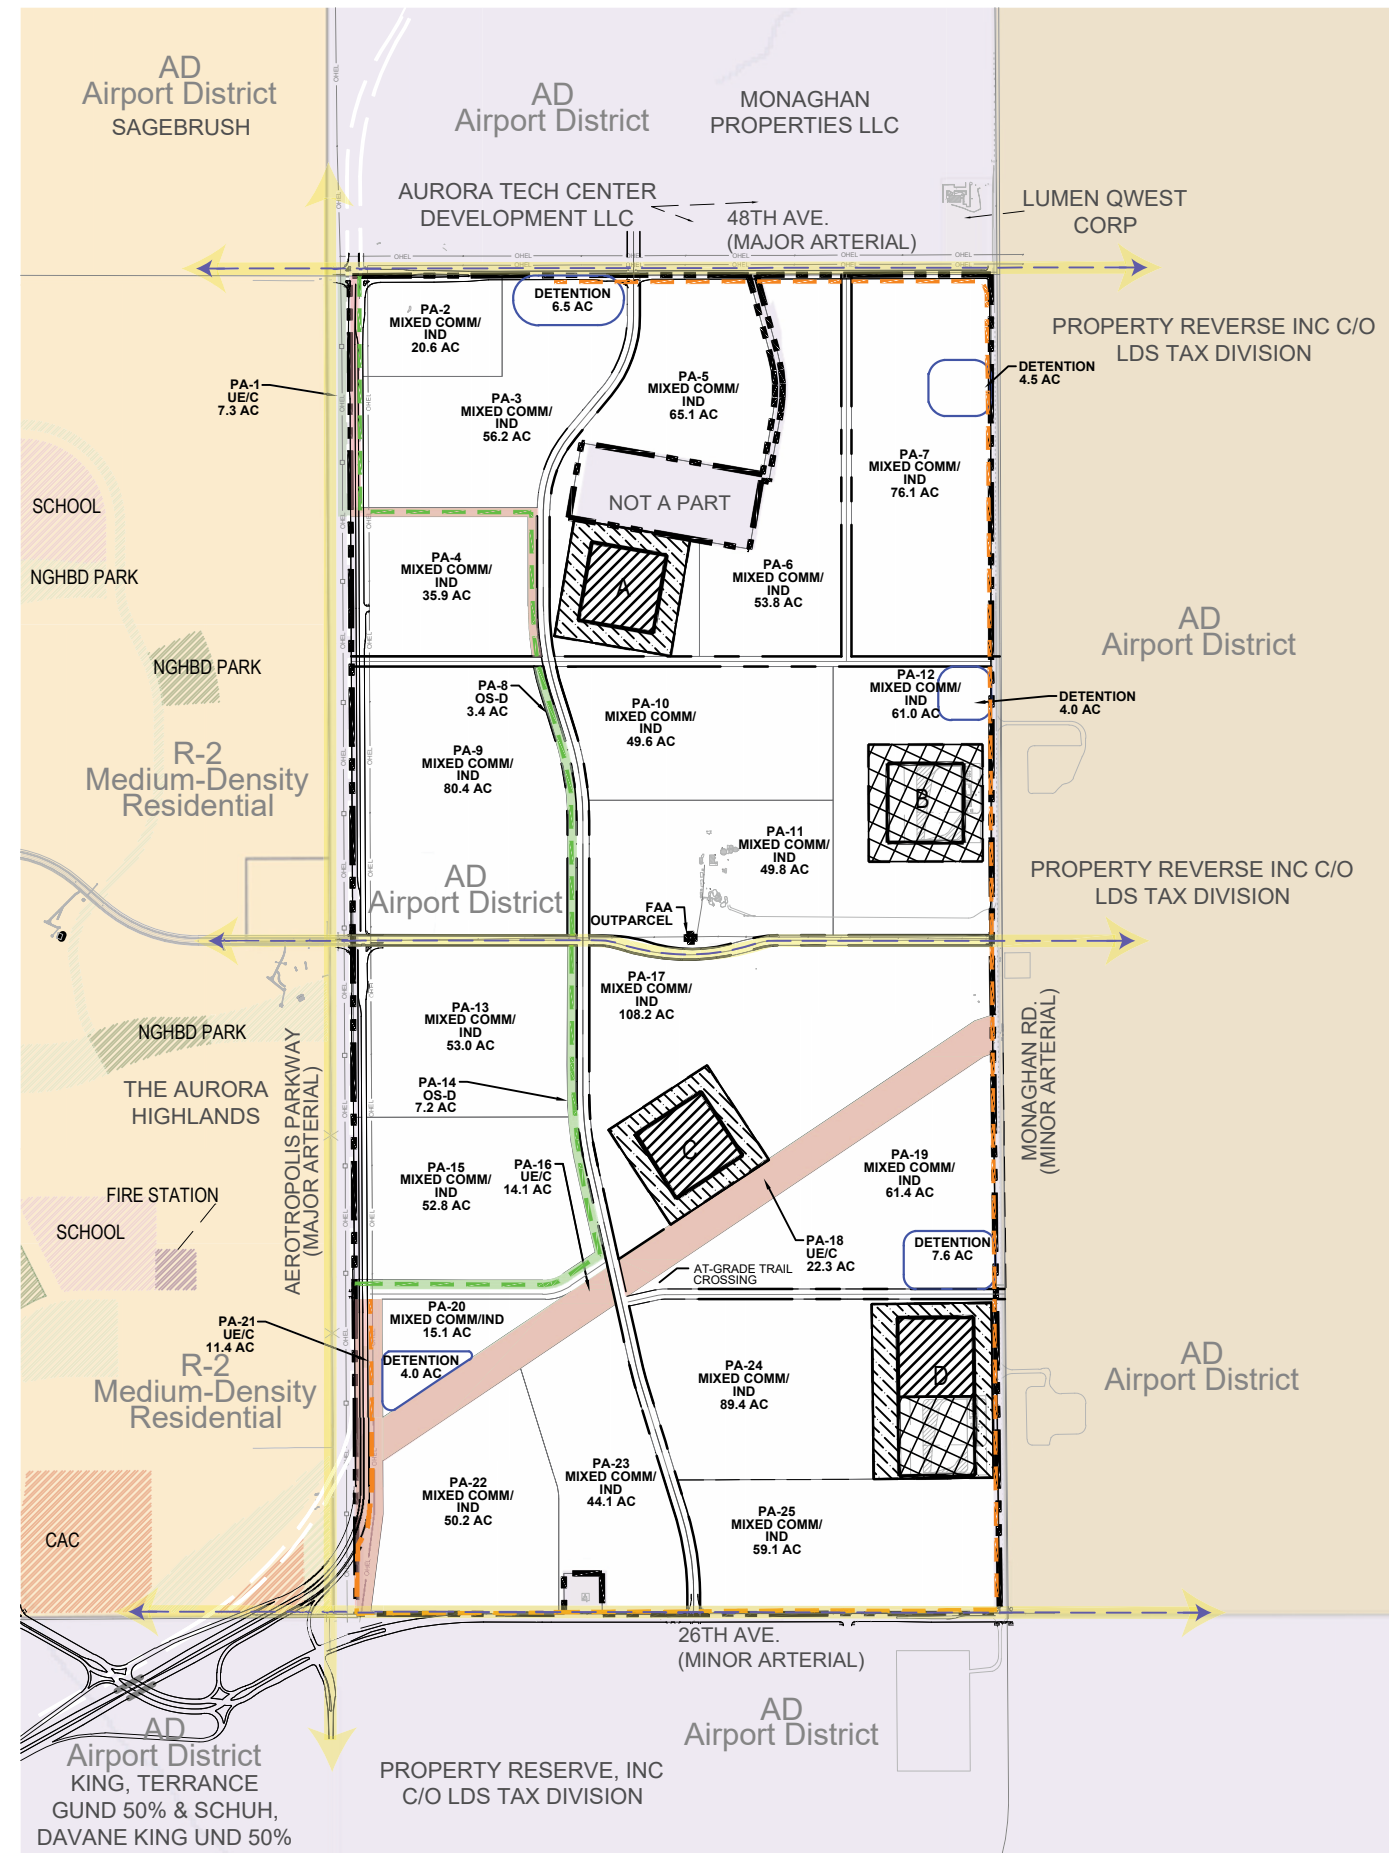 AD
Airport District
SAGEBRUSH
AD
Airport District
MONAGHAN
PROPERTIES LLC
AURORA TECH CENTER
DEVELOPMENT LLC
48TH AVE.
(MAJOR ARTERIAL)
LUMEN QWEST
CORP
OHEL
OHEL
OHEL
OHEL
OHEL
PA-2
MIXED COMM/
IND
20.6 AC
DETENTION
6.5 AC
PROPERTY REVERSE INC C/O
LDS TAX DIVISION
DETENTION
4.5 AC
PA-1
UE/C
7.3 AC
PA-3
MIXED COMM/
IND
56.2 AC
PA-5
MIXED COMM/
IND
65.1 AC
PA-7
MIXED COMM/
IND
76.1 AC
NOT A PART
SCHOOL
NGHBD PARK
PA-4
MIXED COMM/
IND
35.9 AC
A
PA-6
MIXED COMM/
IND
53.8 AC
AD
Airport District
NGHBD PARK
PA-8
OS-D
3.4 AC
PA-10
MIXED COMM/
IND
49.6 AC
PA-12
MIXED COMM/
IND
61.0 AC
DETENTION
4.0 AC
R-2
Medium-Density
Residential
PA-9
MIXED COMM/
IND
80.4 AC
B
PA-11
MIXED COMM/
IND
49.8 AC
AD
Airport District
PROPERTY REVERSE INC C/O
LDS TAX DIVISION
FAA
OUTPARCEL
PA-17
MIXED COMM/
IND
108.2 AC
PA-13
MIXED COMM/
IND
53.0 AC
NGHBD PARK
THE AURORA
HIGHLANDS
AEROTROPOLIS PARKWAY
(MAJOR ARTERIAL)
MONAGHAN RD.
(MINOR ARTERIAL)
PA-14
OS-D
7.2 AC
C
PA-15
MIXED COMM/
IND
52.8 AC
PA-16
UE/C
14.1 AC
PA-19
MIXED COMM/
IND
61.4 AC
FIRE STATION
SCHOOL
PA-18
UE/C
22.3 AC
DETENTION
7.6 AC
AT-GRADE TRAIL
CROSSING
PA-20
MIXED COMM/IND
15.1 AC
PA-21
UE/C
11.4 AC
DETENTION
4.0 AC
R-2
Medium-Density
Residential
PA-24
MIXED COMM/
IND
89.4 AC
D
AD
Airport District
PA-22
MIXED COMM/
IND
50.2 AC
PA-23
MIXED COMM/
IND
44.1 AC
PA-25
MIXED COMM/
IND
59.1 AC
CAC
26TH AVE.
(MINOR ARTERIAL)
AD
Airport District
AD
Airport District
KING, TERRANCE
GUND 50% & SCHUH,
DAVANE KING UND 50%
PROPERTY RESERVE, INC
C/O LDS TAX DIVISION